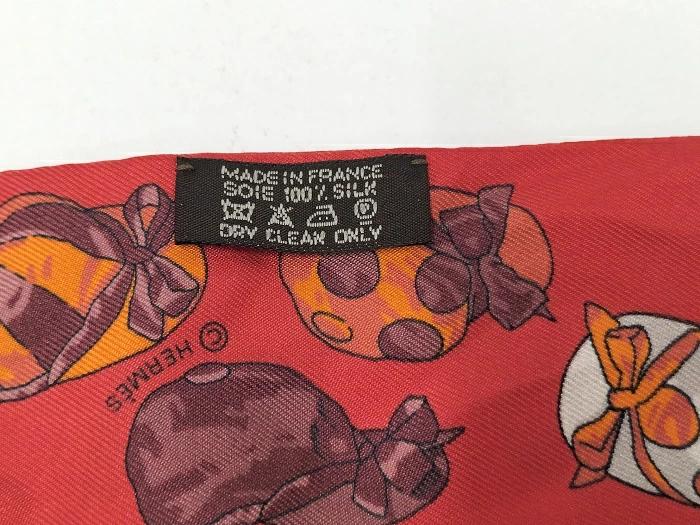 MADE IN FRANCE
SOIE 100% SILK
DRY CLEAN ONLY
© HERMÈS